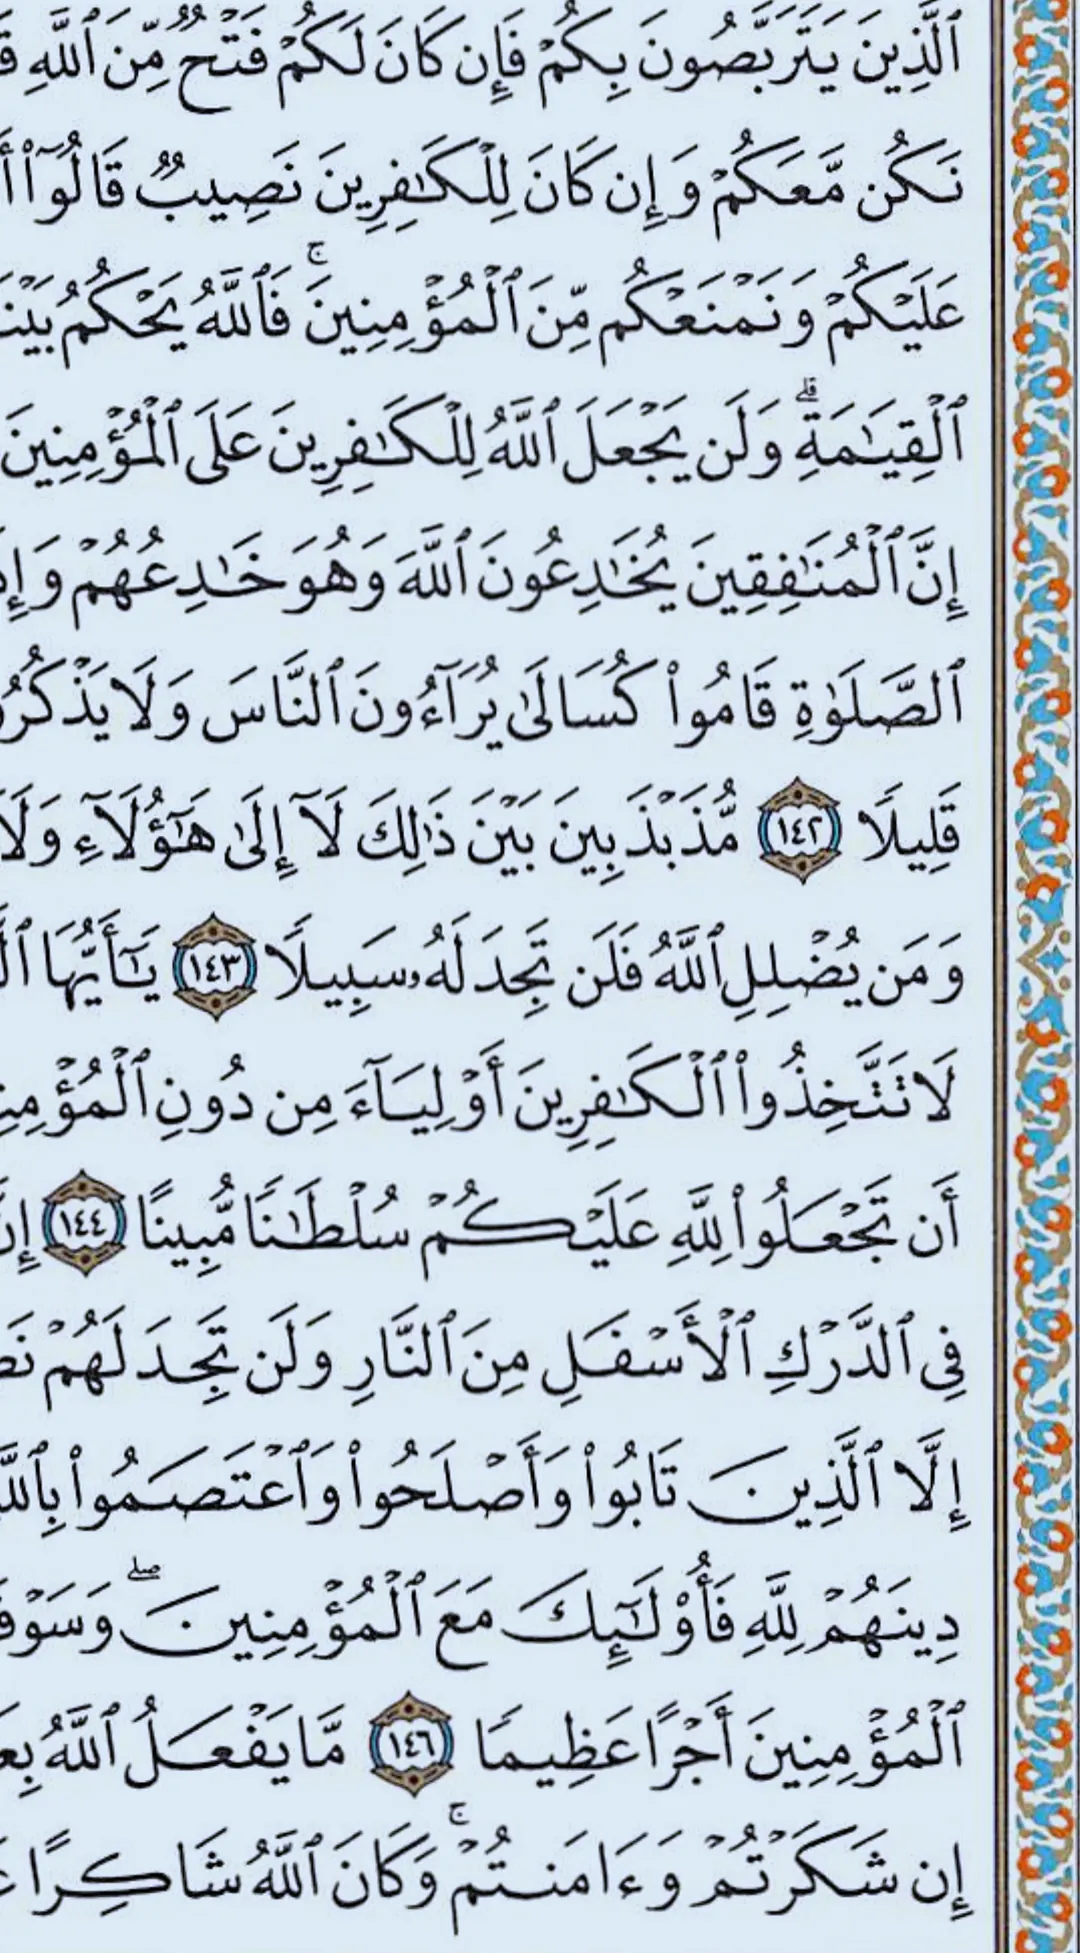 ٱلَّذِينَ يَتَرَبَّصُونَ بِكُمۡ فَإِن كَانَ لَكُمۡ فَتۡحٞ مِّنَ ٱللَّهِ
نَكُن مَّعَكُمۡ وَإِن كَانَ لِلۡكَٰفِرِينَ نَصِيبٞ قَالُوٓاْ
عَلَيۡكُمۡ وَنَمۡنَعۡكُم مِّنَ ٱلۡمُؤۡمِنِينَۚ فَٱللَّهُ يَحۡكُمُ
ٱلۡقِيَٰمَةِۗ وَلَن يَجۡعَلَ ٱللَّهُ لِلۡكَٰفِرِينَ عَلَى ٱلۡمُؤۡمِنِينَ
إِنَّ ٱلۡمُنَٰفِقِينَ يُخَٰدِعُونَ ٱللَّهَ وَهُوَ خَٰدِعُهُمۡ
ٱلصَّلَوٰةِ قَامُواْ كُسَالَىٰ يُرَآءُونَ ٱلنَّاسَ وَلَا
قَلِيلٗا ١٤٢ مُّذَبۡذَبِينَ بَيۡنَ ذَٰلِكَ لَآ إِلَىٰ هَٰٓؤُلَآءِ
وَمَن يُضۡلِلِ ٱللَّهُ فَلَن تَجِدَ لَهُۥ سَبِيلٗا ١٤٣ يَٰٓأَيُّهَا
لَا تَتَّخِذُواْ ٱلۡكَٰفِرِينَ أَوۡلِيَآءَ مِن دُونِ
أَن تَجۡعَلُواْ لِلَّهِ عَلَيۡكُمۡ سُلۡطَٰنٗا مُّبِينًا ١٤٤
فِي ٱلدَّرۡكِ ٱلۡأَسۡفَلِ مِنَ ٱلنَّارِ وَلَن تَجِدَ لَهُمۡ
إِلَّا ٱلَّذِينَ تَابُواْ وَأَصۡلَحُواْ وَٱعۡتَصَمُواْ
دِينَهُمۡ لِلَّهِ فَأُوْلَٰٓئِكَ مَعَ ٱلۡمُؤۡمِنِينَۖ
ٱلۡمُؤۡمِنِينَ أَجۡرًا عَظِيمٗا ١٤٦ مَّا يَفۡعَلُ ٱللَّهُ
إِن شَكَرۡتُمۡ وَءَامَنتُمۡۚ وَكَانَ ٱللَّهُ شَاكِرًا